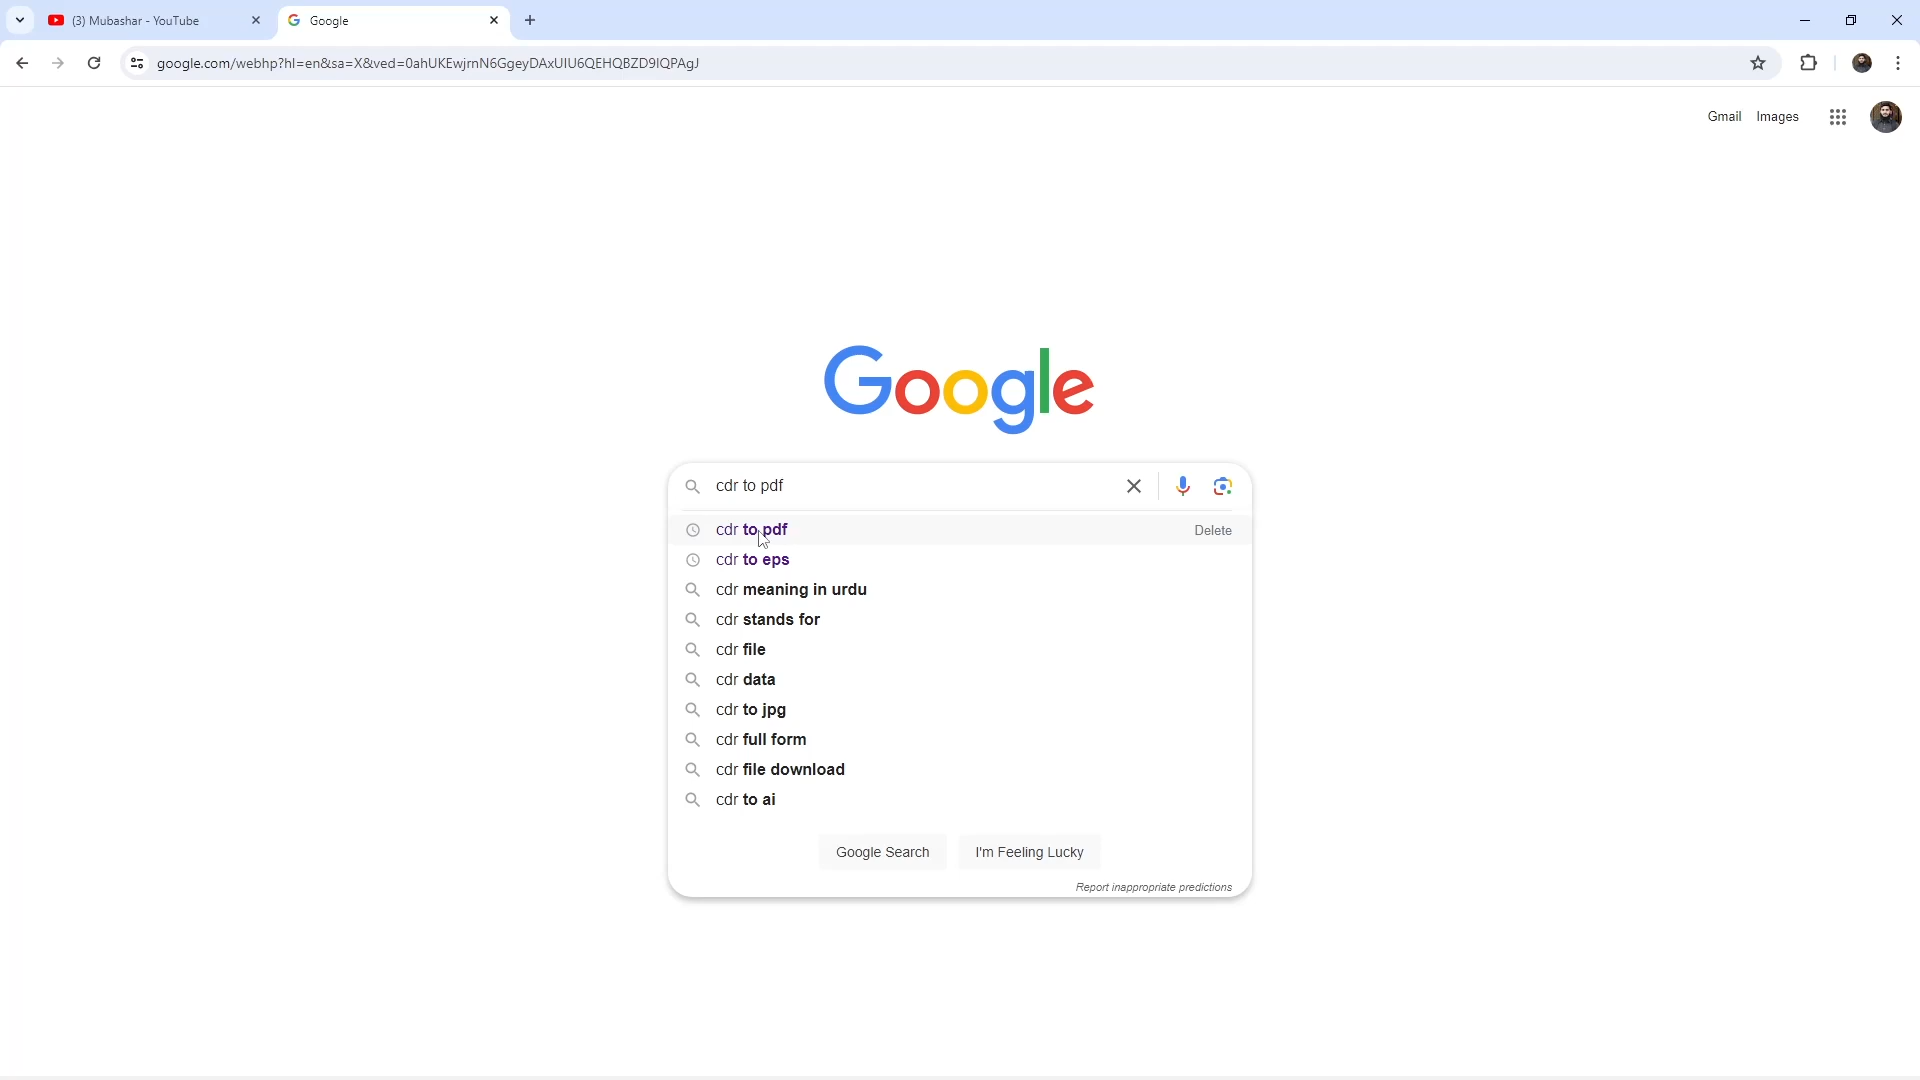 (3) Mubashar - YouTube
Google
google.com/webhp?hl=en&sa=X&ved=0ahUKEwjrnN6GgeyDAxUIU6QEHQBZD9IQPAgJ
Gmail Images
Google
cdr to pdf
cdr to pdf Delete
cdr to eps
cdr meaning in urdu
cdr stands for
cdr file
cdr data
cdr to jpg
cdr full form
cdr file download
cdr to ai
Google Search I'm Feeling Lucky
Report inappropriate predictions